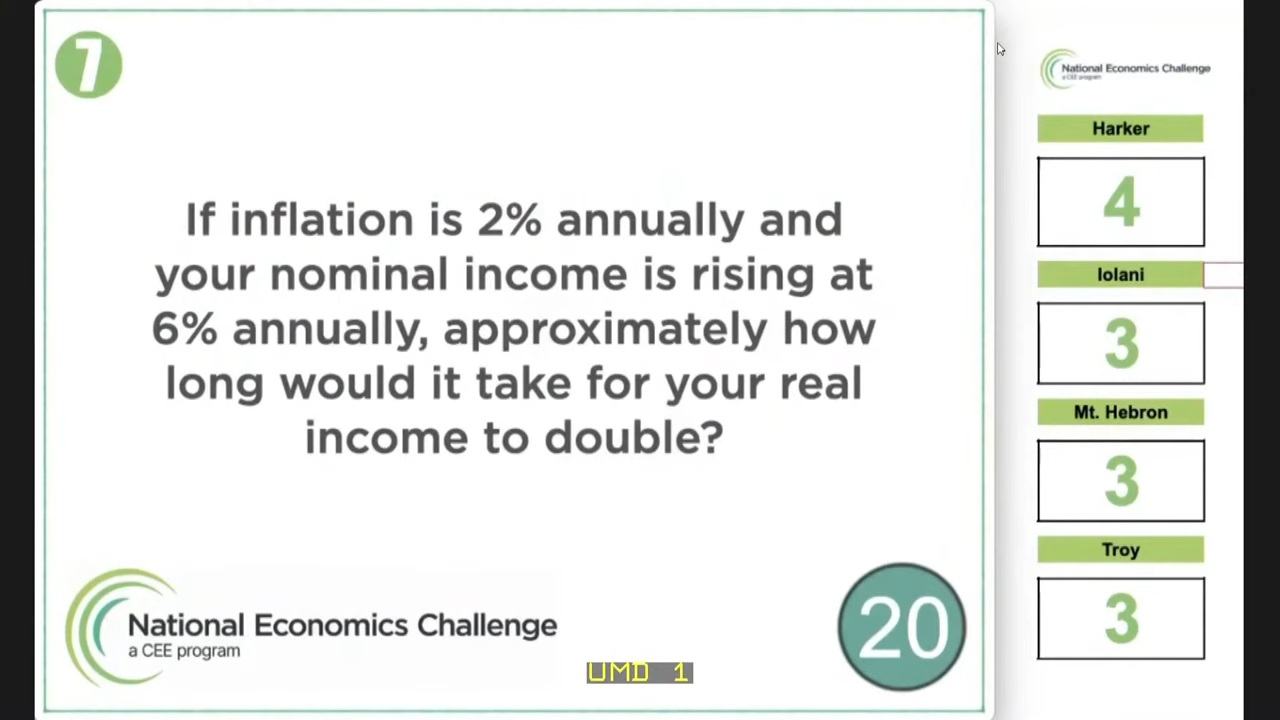 7
If inflation is 2% annually and
your nominal income is rising at
6% annually, approximately how
long would it take for your real
income to double?
National Economics Challenge
a CEE program
20
UMD 1
National Economics Challenge
a CEE program
Harker
4
Iolani
3
Mt. Hebron
3
Troy
3